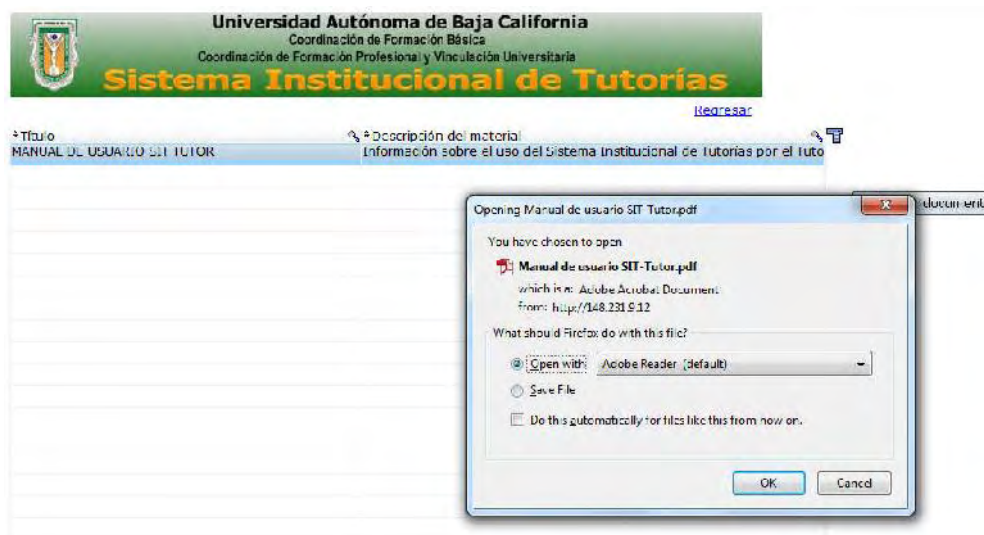 Universidad Autónoma de Baja California
Coordinación de Formación Básica
Coordinación de Formación Profesional y Vinculación Universitaria
Sistema Institucional de Tutorías
Regresar
Título Descripción del material
MANUAL DE USUARIO SIT TUTOR Información sobre el uso del Sistema Institucional de Tutorías por el Tuto
document
Opening Manual de usuario SIT-Tutor.pdf
You have chosen to open
Manual de usuario SIT-Tutor.pdf
which is a: Adobe Acrobat Document
from: http://148.231.9.12
What should Firefox do with this file?
Open with Adobe Reader (default)
Save File
Do this automatically for files like this from now on.
OK Cancel